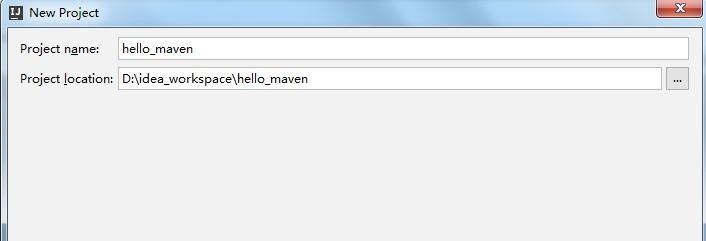 New Project
Project name: hello_maven
Project location: D:\idea_workspace\hello_maven ...